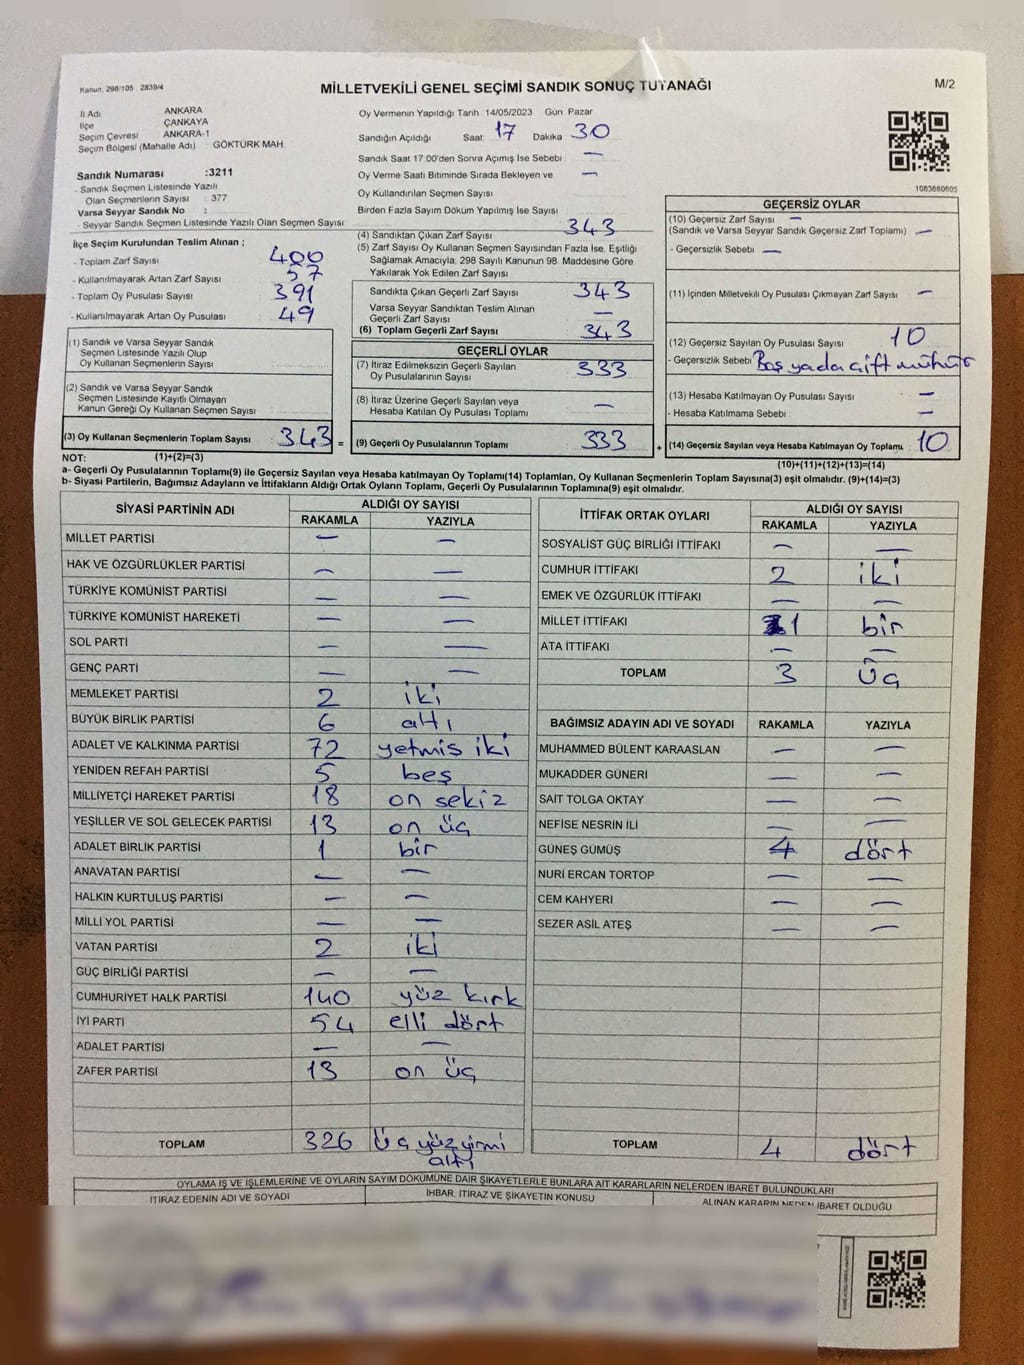 Kanun, 298/105 2839/4
MİLLETVEKİLİ GENEL SEÇİMİ SANDIK SONUÇ TUTANAĞI
M/2
İl Adı ANKARA
İlçe ÇANKAYA
Seçim Çevresi ANKARA-1
Seçim Bölgesi (Mahalle Adı) GÖKTÜRK MAH.
Oy Vermenin Yapıldığı Tarih 14/05/2023 Gün Pazar
Sandığın Açıldığı Saat: 17 Dakika 30
Sandık Saat 17:00'den Sonra Açımış İse Sebebi —
Oy Verme Saati Bitiminde Sırada Bekleyen ve —
Oy Kullandırılan Seçmen Sayısı
Birden Fazla Sayım Döküm Yapılmış İse Sayısı
1083680605
Sandık Numarası :3211
- Sandık Seçmen Listesinde Yazılı
Olan Seçmenlerin Sayısı : 377
Varsa Seyyar Sandık No :
- Seyyar Sandık Seçmen Listesinde Yazılı Olan Seçmen Sayısı
İlçe Seçim Kurulundan Teslim Alınan ;
- Toplam Zarf Sayısı 400
- Kullanılmayarak Artan Zarf Sayısı 57
- Toplam Oy Pusulası Sayısı 391
- Kullanılmayarak Artan Oy Pusulası 49
(1) Sandık ve Varsa Seyyar Sandık
Seçmen Listesinde Yazılı Olup
Oy Kullanan Seçmenlerin Sayısı
(2) Sandık ve Varsa Seyyar Sandık
Seçmen Listesinde Kayıtlı Olmayan
Kanun Gereği Oy Kullanan Seçmen Sayısı
(3) Oy Kullanan Seçmenlerin Toplam Sayısı 343 =
(4) Sandıktan Çıkan Zarf Sayısı 343
(5) Zarf Sayısı Oy Kullanan Seçmen Sayısından Fazla İse, Eşitliği
Sağlamak Amacıyla; 298 Sayılı Kanunun 98. Maddesine Göre
Yakılarak Yok Edilen Zarf Sayısı
Sandıkta Çıkan Geçerli Zarf Sayısı 343
Varsa Seyyar Sandıktan Teslim Alınan
Geçerli Zarf Sayısı —
(6) Toplam Geçerli Zarf Sayısı 343
GEÇERLİ OYLAR
(7) İtiraz Edilmeksizin Geçerli Sayılan
Oy Pusulalarının Sayısı 333
(8) İtiraz Üzerine Geçerli Sayılan veya
Hesaba Katılan Oy Pusulası Toplamı —
(9) Geçerli Oy Pusulalarının Toplamı 333 +
GEÇERSİZ OYLAR
(10) Geçersiz Zarf Sayısı —
(Sandık ve Varsa Seyyar Sandık Geçersiz Zarf Toplamı) —
- Geçersizlik Sebebi —
(11) İçinden Milletvekili Oy Pusulası Çıkmayan Zarf Sayısı —
(12) Geçersiz Sayılan Oy Pusulası Sayısı 10
- Geçersizlik Sebebi Boş yada çift mühür
(13) Hesaba Katılmayan Oy Pusulası Sayısı —
- Hesaba Katılmama Sebebi —
(14) Geçersiz Sayılan veya Hesaba Katılmayan Oy Toplamı 10
NOT: (1)+(2)=(3)
(10)+(11)+(12)+(13)=(14)
a- Geçerli Oy Pusulalarının Toplamı(9) ile Geçersiz Sayılan veya Hesaba katılmayan Oy Toplamı(14) Toplamları, Oy Kullanan Seçmenlerin Toplam Sayısına(3) eşit olmalıdır. (9)+(14)=(3)
b- Siyasi Partilerin, Bağımsız Adayların ve İttifakların Aldığı Ortak Oyların Toplamı, Geçerli Oy Pusulalarının Toplamına(9) eşit olmalıdır.
SİYASİ PARTİNİN ADI ALDIĞI OY SAYISI
RAKAMLA YAZIYLA
MİLLET PARTİSİ — —
HAK VE ÖZGÜRLÜKLER PARTİSİ — —
TÜRKİYE KOMÜNİST PARTİSİ — —
TÜRKİYE KOMÜNİST HAREKETİ — —
SOL PARTİ — —
GENÇ PARTİ — —
MEMLEKET PARTİSİ 2 iki
BÜYÜK BİRLİK PARTİSİ 6 altı
ADALET VE KALKINMA PARTİSİ 72 yetmis iki
YENİDEN REFAH PARTİSİ 5 beş
MİLLİYETÇİ HAREKET PARTİSİ 18 on sekiz
YEŞİLLER VE SOL GELECEK PARTİSİ 13 on üç
ADALET BİRLİK PARTİSİ 1 bir
ANAVATAN PARTİSİ — —
HALKIN KURTULUŞ PARTİSİ — —
MİLLİ YOL PARTİSİ — —
VATAN PARTİSİ 2 iki
GÜÇ BİRLİĞİ PARTİSİ — —
CUMHURİYET HALK PARTİSİ 140 yüz kırk
İYİ PARTİ 54 elli dört
ADALET PARTİSİ — —
ZAFER PARTİSİ 13 on üç
TOPLAM 326 üç yüz yirmi
altı
İTTİFAK ORTAK OYLARI ALDIĞI OY SAYISI
RAKAMLA YAZIYLA
SOSYALİST GÜÇ BİRLİĞİ İTTİFAKI — —
CUMHUR İTTİFAKI 2 iki
EMEK VE ÖZGÜRLÜK İTTİFAKI — —
MİLLET İTTİFAKI 1 bir
ATA İTTİFAKI — —
TOPLAM 3 üç
BAĞIMSIZ ADAYIN ADI VE SOYADI RAKAMLA YAZIYLA
MUHAMMED BÜLENT KARAASLAN — —
MUKADDER GÜNERİ — —
SAİT TOLGA OKTAY — —
NEFİSE NESRİN İLİ — —
GÜNEŞ GÜMÜŞ 4 dört
NURİ ERCAN TORTOP — —
CEM KAHYERİ — —
SEZER ASİL ATEŞ — —
TOPLAM 4 dört
OYLAMA İŞ VE İŞLEMLERİNE VE OYLARIN SAYIM DÖKÜMÜNE DAİR ŞİKAYETLERLE BUNLARA AİT KARARLARIN NELERDEN İBARET BULUNDUKLARI
İTİRAZ EDENİN ADI VE SOYADI İHBAR, İTİRAZ VE ŞİKAYETİN KONUSU ALINAN KARARIN NEDEN İBARET OLDUĞU